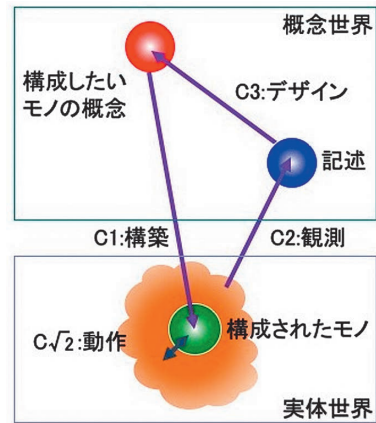 概念世界
構成したい
モノの概念
C3:デザイン
記述
C1:構築
C2:観測
構成されたモノ
C√2:動作
実体世界